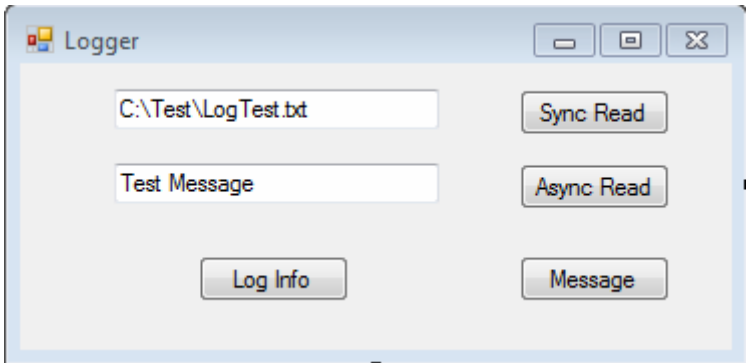 Logger
C:\Test\LogTest.txt
Sync Read
Test Message
Async Read
Log Info
Message